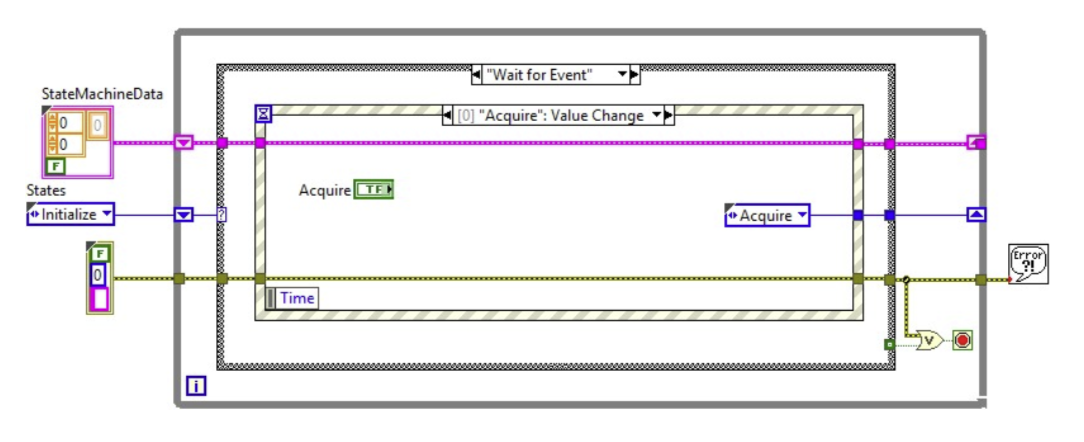 "Wait for Event"
StateMachineData
[0] "Acquire": Value Change
0
0
0
F
Acquire
TF
States
Initialize
?
Acquire
F
0
Error
?!
Time
V
i